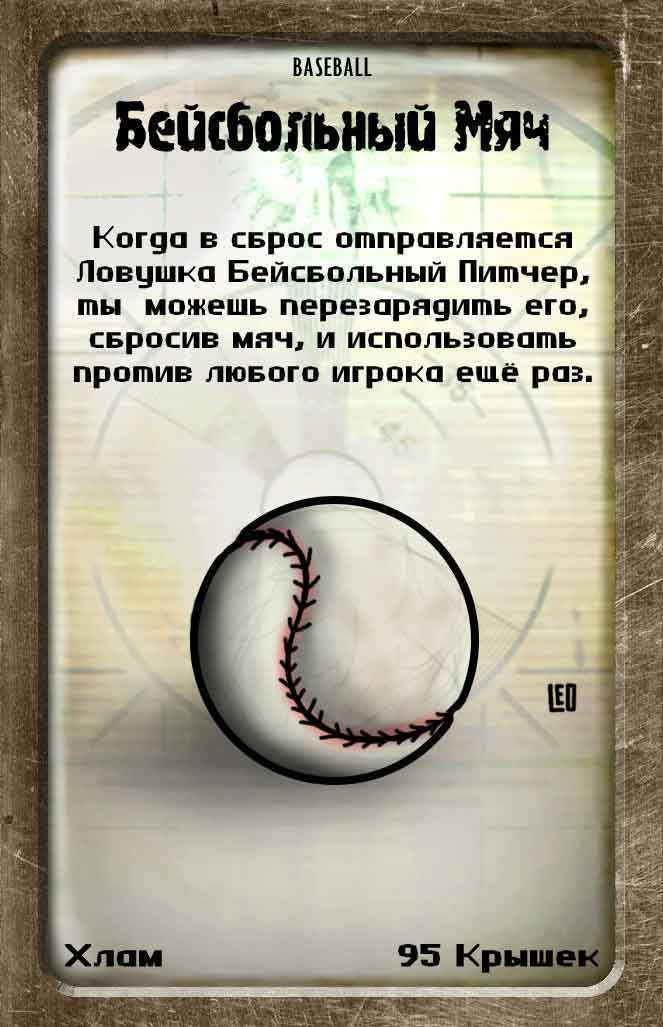 BASEBALL
Бейсбольный Мяч
Когда в сброс отправляется
Ловушка Бейсбольный Питчер,
ты можешь перезарядить его,
сбросив мяч, и использовать
против любого игрока ещё раз.
45
LEO
Хлам
95 Крышек